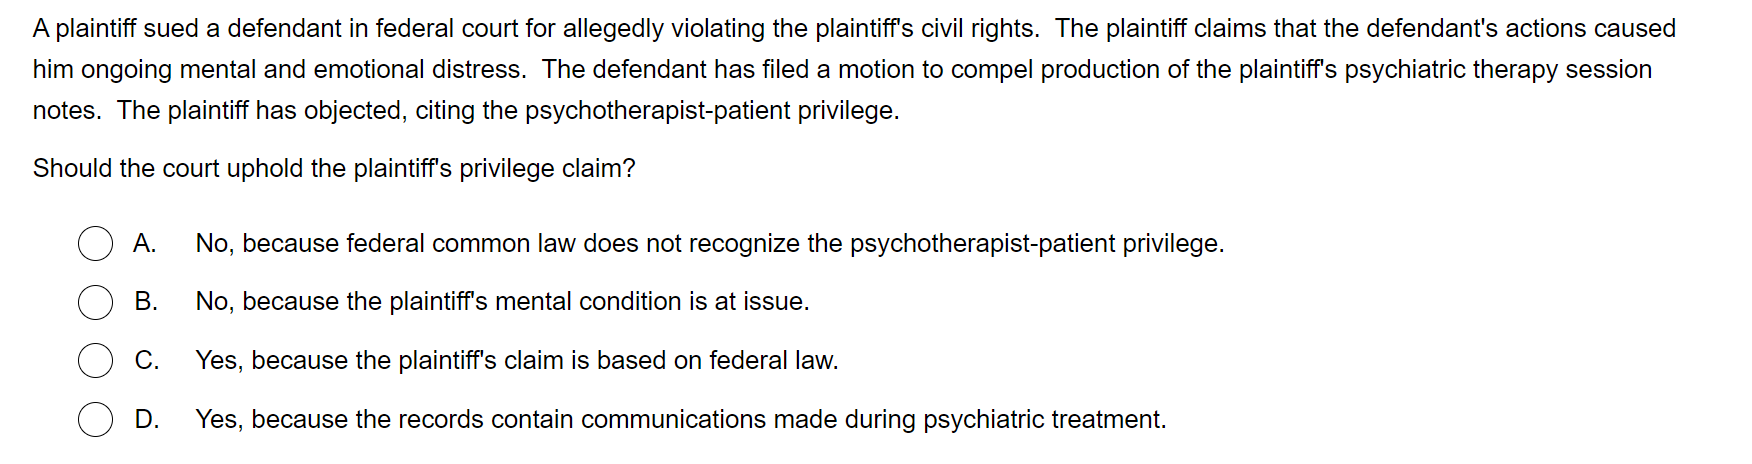 A plaintiff sued a defendant in federal court for allegedly violating the plaintiff's civil rights.  The plaintiff claims that the defendant's actions caused
him ongoing mental and emotional distress.  The defendant has filed a motion to compel production of the plaintiff's psychiatric therapy session
notes.  The plaintiff has objected, citing the psychotherapist-patient privilege.
Should the court uphold the plaintiff's privilege claim?
A. No, because federal common law does not recognize the psychotherapist-patient privilege.
B. No, because the plaintiff's mental condition is at issue.
C. Yes, because the plaintiff's claim is based on federal law.
D. Yes, because the records contain communications made during psychiatric treatment.